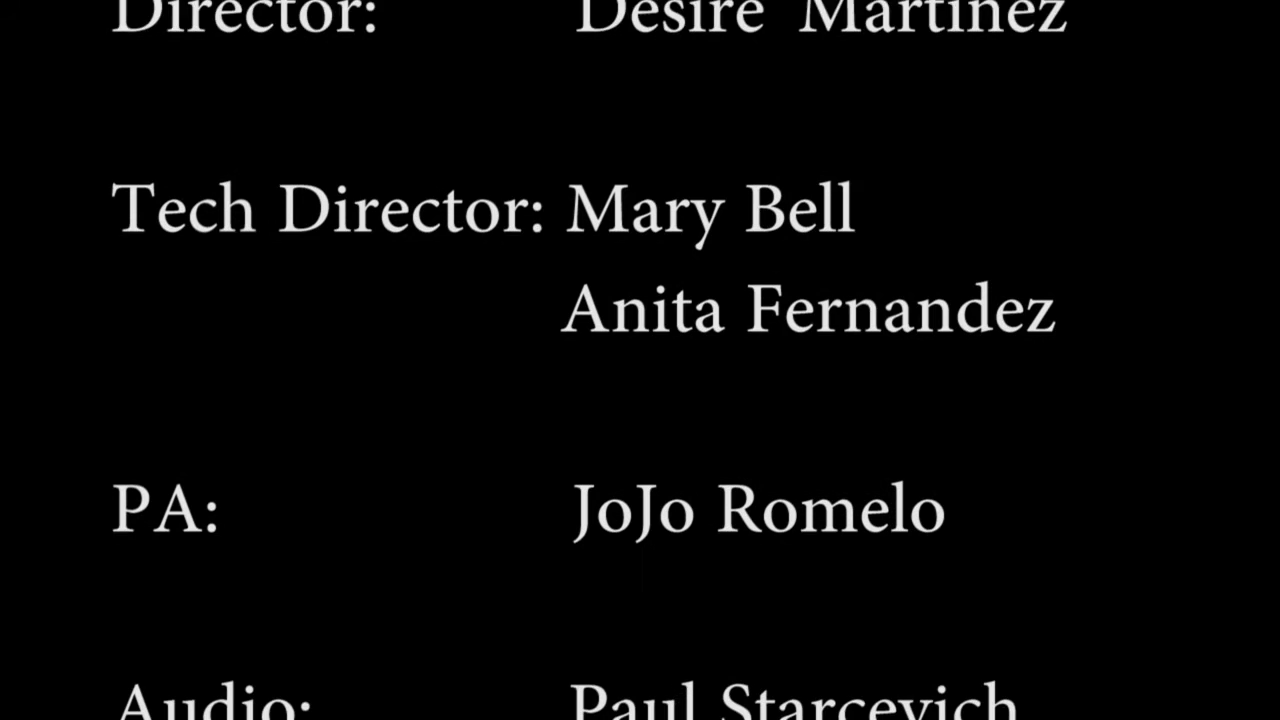 Director: Desire Martinez
Tech Director: Mary Bell
Anita Fernandez
PA: JoJo Romelo
Audio: Paul Starcevich